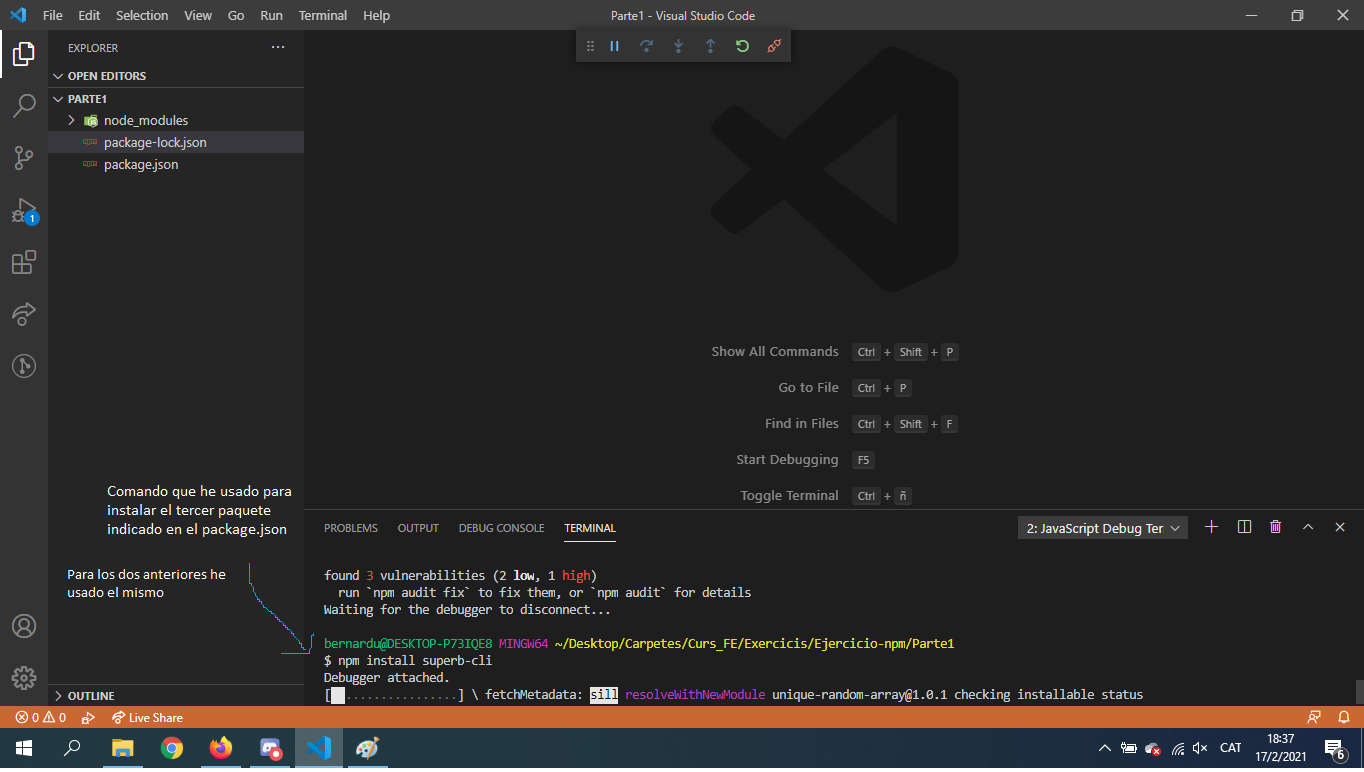 File Edit Selection View Go Run Terminal Help
Parte1 - Visual Studio Code
EXPLORER
OPEN EDITORS
PARTE1
node_modules
package-lock.json
package.json
1
Show All Commands Ctrl + Shift + P
Go to File Ctrl + P
Find in Files Ctrl + Shift + F
Start Debugging F5
Toggle Terminal Ctrl + ñ
Comando que he usado para
instalar el tercer paquete
indicado en el package.json
Para los dos anteriores he
usado el mismo
PROBLEMS OUTPUT DEBUG CONSOLE TERMINAL
2: JavaScript Debug Ter
found 3 vulnerabilities (2 low, 1 high)
run `npm audit fix` to fix them, or `npm audit` for details
Waiting for the debugger to disconnect...
bernardu@DESKTOP-P73IQE8 MINGW64 ~/Desktop/Carpetes/Curs_FE/Exercicis/Ejercicio-npm/Parte1
$ npm install superb-cli
Debugger attached.
[  ................] \ fetchMetadata: sill resolveWithNewModule unique-random-array@1.0.1 checking installable status
OUTLINE
0 0 Live Share
CAT
18:37
17/2/2021
6